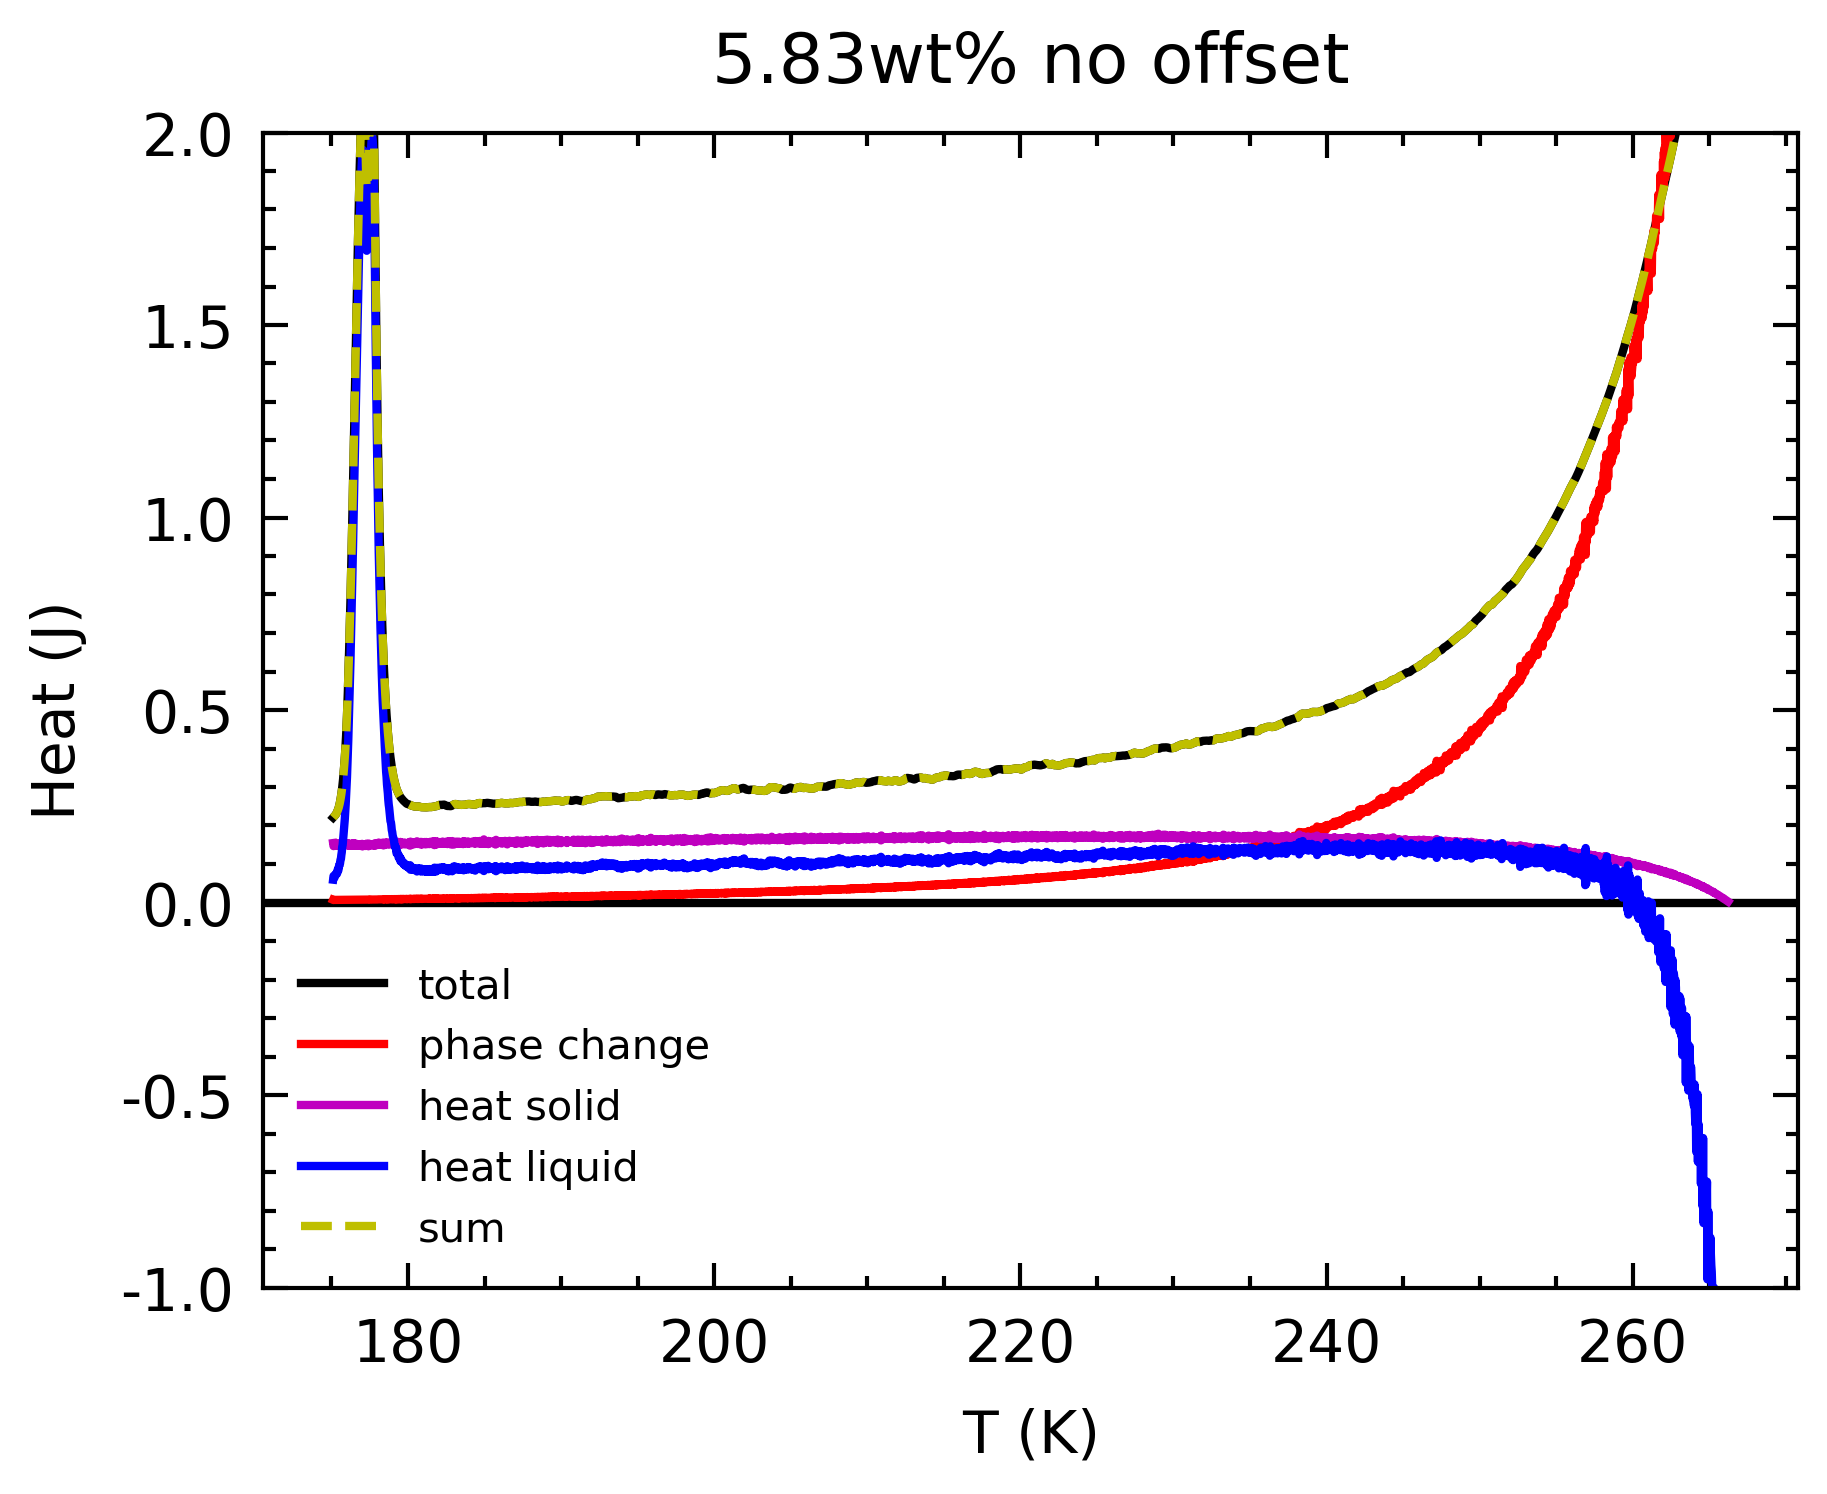 5.83wt% no offset
2.0
1.5
1.0
0.5
0.0
-0.5
-1.0
Heat (J)
total
phase change
heat solid
heat liquid
sum
180 200 220 240 260
T (K)